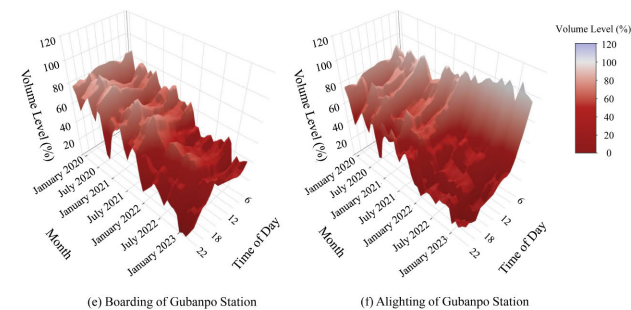 Volume Level (%)
120
100
80
60
40
20
0
120
100
80
60
40
20
Volume Level (%)
January 2020
July 2020
January 2021
July 2021
January 2022
July 2022
January 2023
Month
6
12
18
22
Time of Day
(e) Boarding of Gubanpo Station
120
100
80
60
40
20
Volume Level (%)
January 2020
July 2020
January 2021
July 2021
January 2022
July 2022
January 2023
Month
6
12
18
22
Time of Day
(f) Alighting of Gubanpo Station